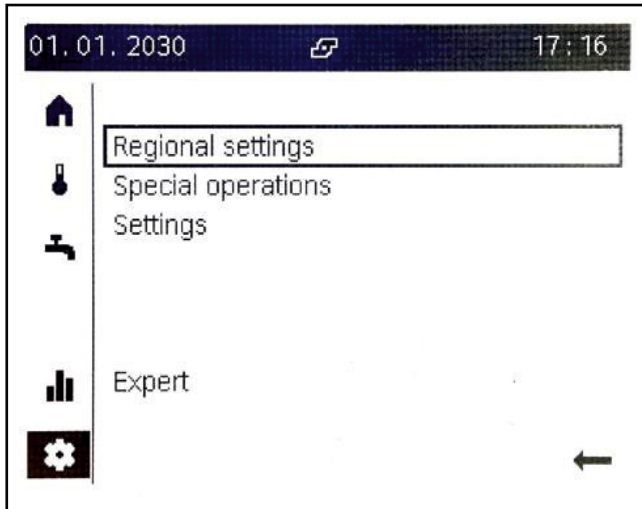 01.01.2030 17:16
Regional settings
Special operations
Settings
Expert